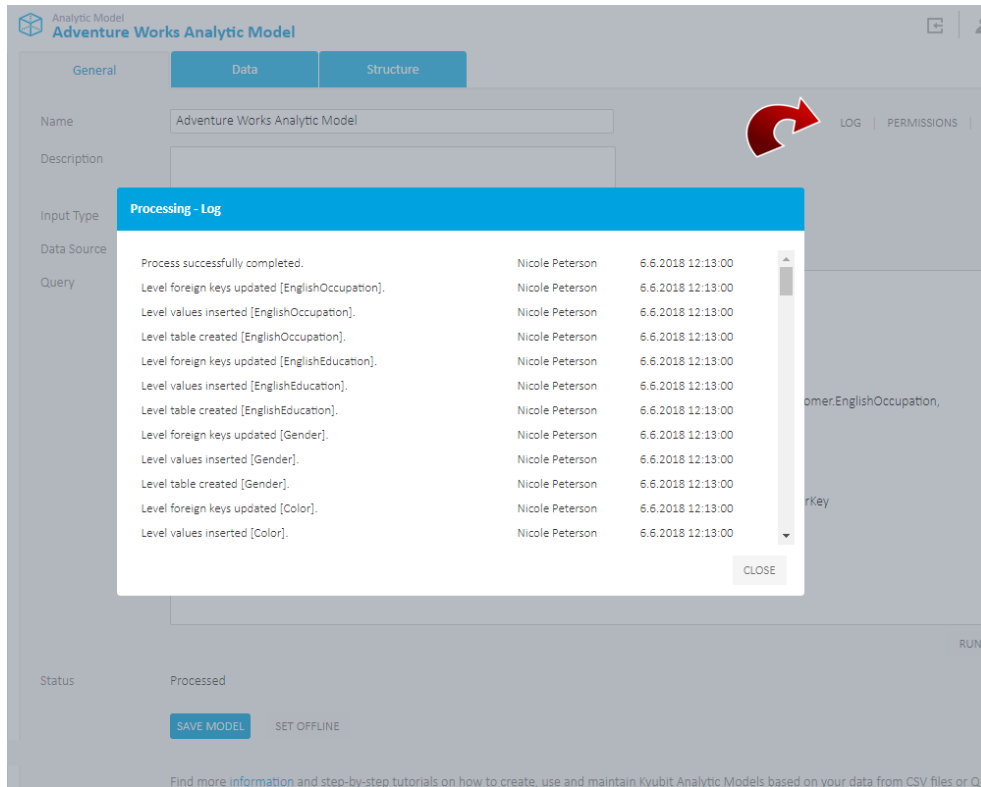 Analytic Model
Adventure Works Analytic Model
General Data Structure
Name Adventure Works Analytic Model LOG PERMISSIONS
Description
Input Type
Data Source
Query
Processing - Log
Process successfully completed. Nicole Peterson 6.6.2018 12:13:00
Level foreign keys updated [EnglishOccupation]. Nicole Peterson 6.6.2018 12:13:00
Level values inserted [EnglishOccupation]. Nicole Peterson 6.6.2018 12:13:00
Level table created [EnglishOccupation]. Nicole Peterson 6.6.2018 12:13:00
Level foreign keys updated [EnglishEducation]. Nicole Peterson 6.6.2018 12:13:00
Level values inserted [EnglishEducation]. Nicole Peterson 6.6.2018 12:13:00
Level table created [EnglishEducation]. Nicole Peterson 6.6.2018 12:13:00
Level foreign keys updated [Gender]. Nicole Peterson 6.6.2018 12:13:00
Level values inserted [Gender]. Nicole Peterson 6.6.2018 12:13:00
Level table created [Gender]. Nicole Peterson 6.6.2018 12:13:00
Level foreign keys updated [Color]. Nicole Peterson 6.6.2018 12:13:00
Level values inserted [Color]. Nicole Peterson 6.6.2018 12:13:00
CLOSE
omer.EnglishOccupation,
rKey
RUN
Status Processed
SAVE MODEL SET OFFLINE
Find more information and step-by-step tutorials on how to create, use and maintain Kyubit Analytic Models based on your data from CSV files or Q